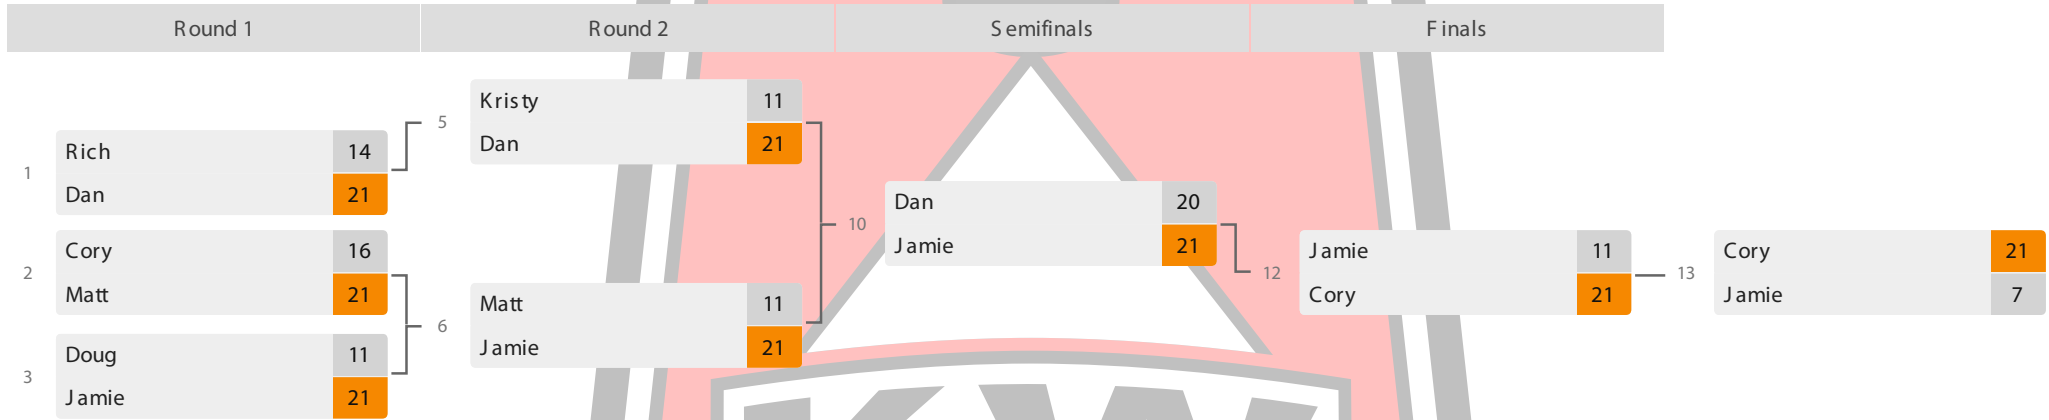 Round 1
Round 2
Semifinals
Finals
1
Rich 14
Dan 21
2
Cory 16
Matt 21
3
Doug 11
Jamie 21
5
Kristy 11
Dan 21
6
Matt 11
Jamie 21
10
Dan 20
Jamie 21
12
Jamie 11
Cory 21
13
Cory 21
Jamie 7